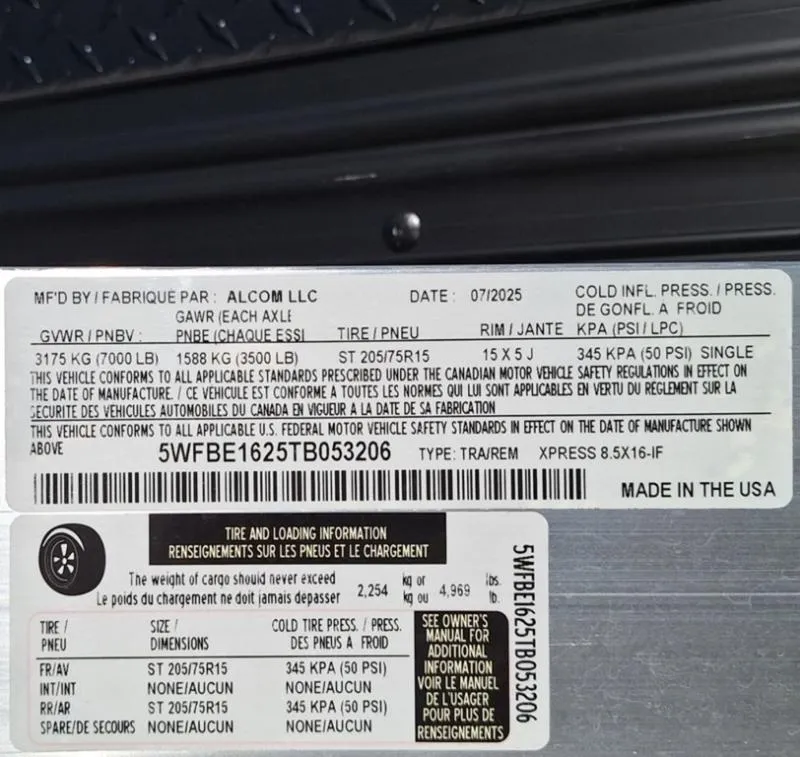 MF'D BY / FABRIQUE PAR : ALCOM LLC DATE : 07/2025 COLD INFL. PRESS. / PRESS.
DE GONFL. A FROID
GAWR (EACH AXLE
GVWR / PNBV : PNBE (CHAQUE ESSI TIRE / PNEU RIM / JANTE KPA (PSI / LPC)
3175 KG (7000 LB) 1588 KG (3500 LB) ST 205/75R15 15 X 5 J 345 KPA (50 PSI) SINGLE
THIS VEHICLE CONFORMS TO ALL APPLICABLE STANDARDS PRESCRIBED UNDER THE CANADIAN MOTOR VEHICLE SAFETY REGULATIONS IN EFFECT ON
THE DATE OF MANUFACTURE. / CE VEHICULE EST CONFORME A TOUTES LES NORMES QUI LUI SONT APPLICABLES EN VERTU DU REGLEMENT SUR LA
SECURITE DES VEHICULES AUTOMOBILES DU CANADA EN VIGUEUR A LA DATE DE SA FABRICATION
THIS VEHICLE CONFORMS TO ALL APPLICABLE U.S. FEDERAL MOTOR VEHICLE SAFETY STANDARDS IN EFFECT ON THE DATE OF MANUFACTURE SHOWN
ABOVE 5WFBE1625TB053206 TYPE: TRA/REM XPRESS 8.5X16-IF
MADE IN THE USA
TIRE AND LOADING INFORMATION
RENSEIGNEMENTS SUR LES PNEUS ET LE CHARGEMENT
The weight of cargo should never exceed 2,254 kg or 4,969 lbs.
Le poids du chargement ne doit jamais depasser kg ou lb.
TIRE / SIZE / COLD TIRE PRESS. / PRESS.
PNEU DIMENSIONS DES PNEUS A FROID
FR/AV ST 205/75R15 345 KPA (50 PSI)
INT/INT NONE/AUCUN NONE/AUCUN
RR/AR ST 205/75R15 345 KPA (50 PSI)
SPARE/DE SECOURS NONE/AUCUN NONE/AUCUN
SEE OWNER'S
MANUAL FOR
ADDITIONAL
INFORMATION
VOIR LE MANUEL
DE L'USAGER
POUR PLUS DE
RENSEIGNEMENTS
5WFBE1625TB053206